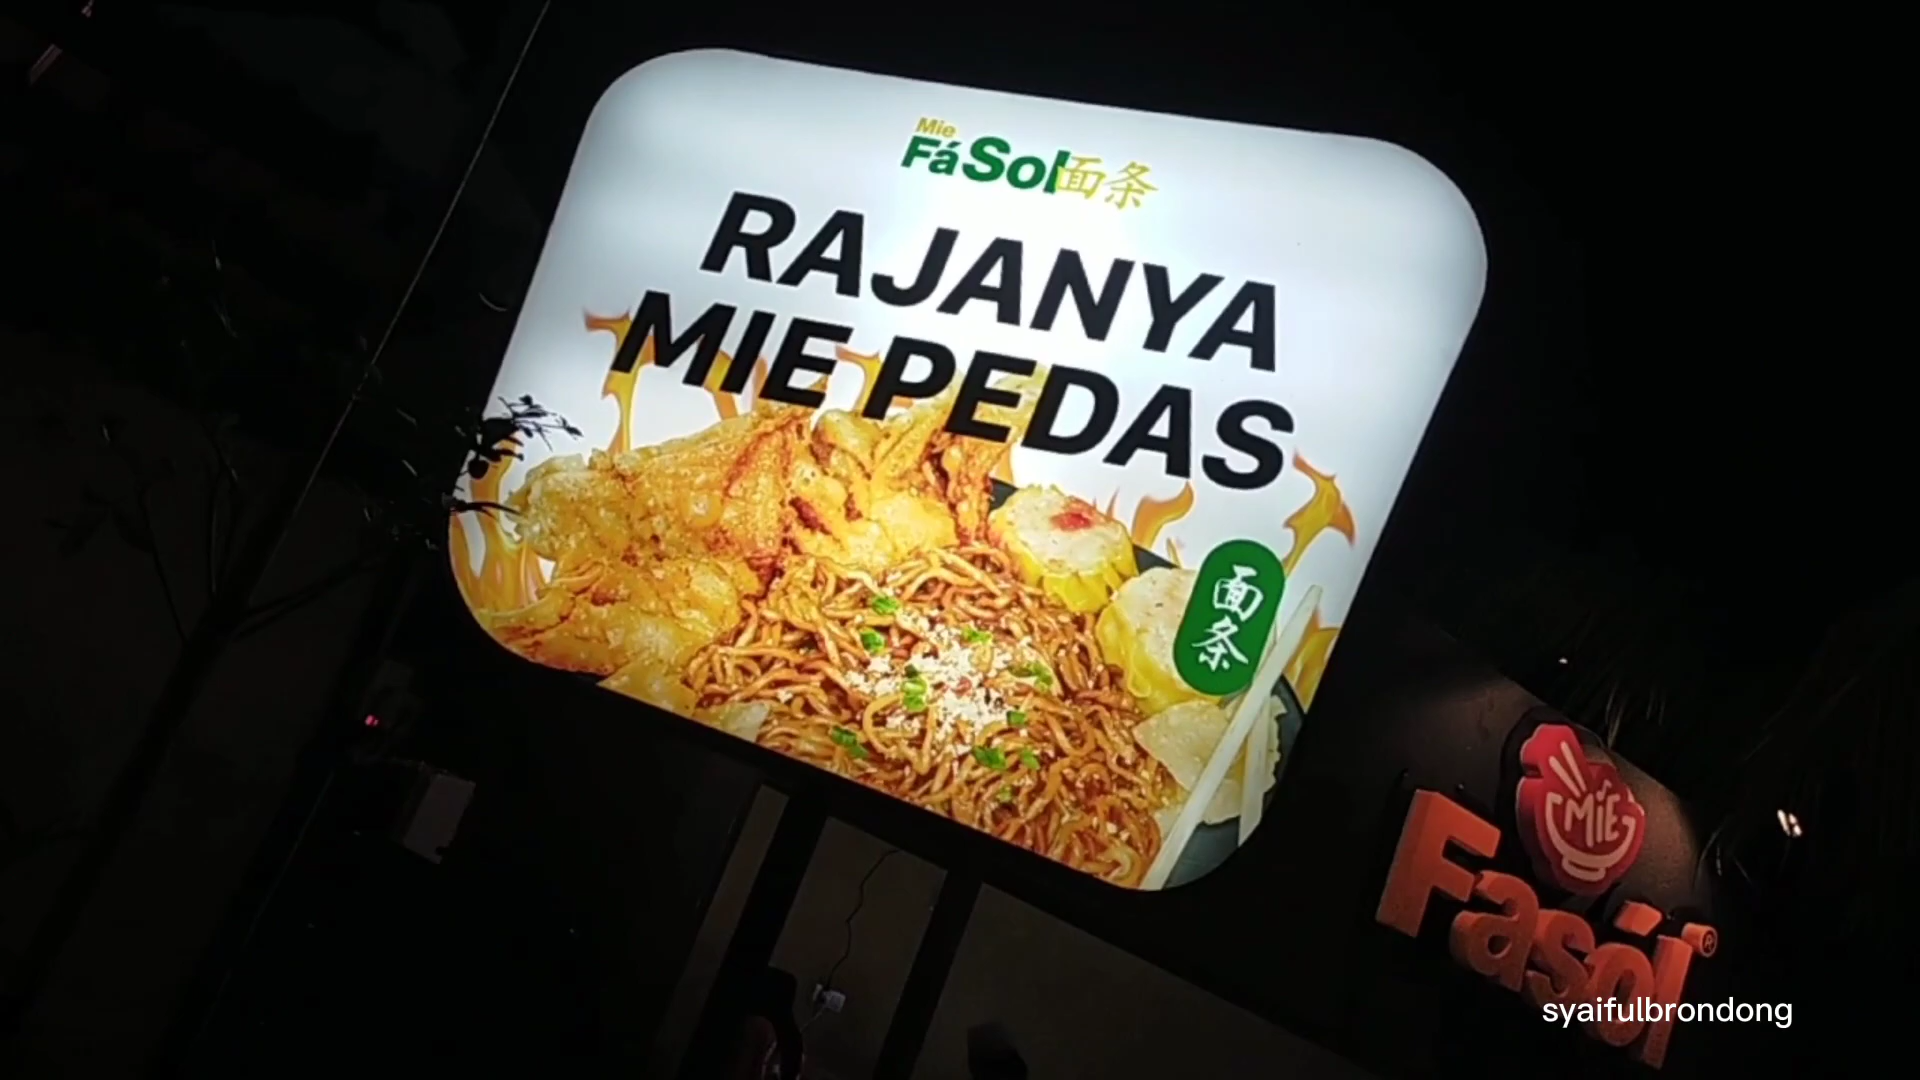 Mie
FáSol面条
RAJANYA
MIE PEDAS
面条
MiE
Fasol®
syaifulbrondong